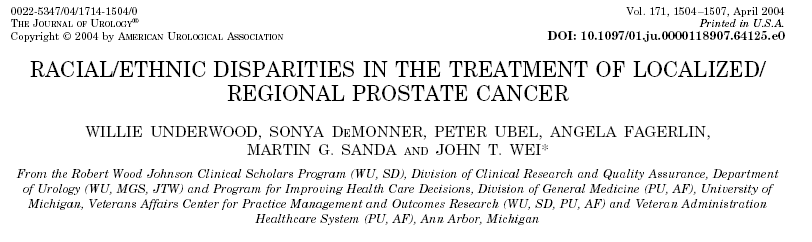 0022-5347/04/1714-1504/0
Vol. 171, 1504–1507, April 2004
THE JOURNAL OF UROLOGY®
Printed in U.S.A.
Copyright © 2004 by AMERICAN UROLOGICAL ASSOCIATION
DOI: 10.1097/01.ju.0000118907.64125.e0
RACIAL/ETHNIC DISPARITIES IN THE TREATMENT OF LOCALIZED/
REGIONAL PROSTATE CANCER
WILLIE UNDERWOOD, SONYA DEMONNER, PETER UBEL, ANGELA FAGERLIN,
MARTIN G. SANDA AND JOHN T. WEI*
From the Robert Wood Johnson Clinical Scholars Program (WU, SD), Division of Clinical Research and Quality Assurance, Department
of Urology (WU, MGS, JTW) and Program for Improving Health Care Decisions, Division of General Medicine (PU, AF), University of
Michigan, Veterans Affairs Center for Practice Management and Outcomes Research (WU, SD, PU, AF) and Veteran Administration
Healthcare System (PU, AF), Ann Arbor, Michigan